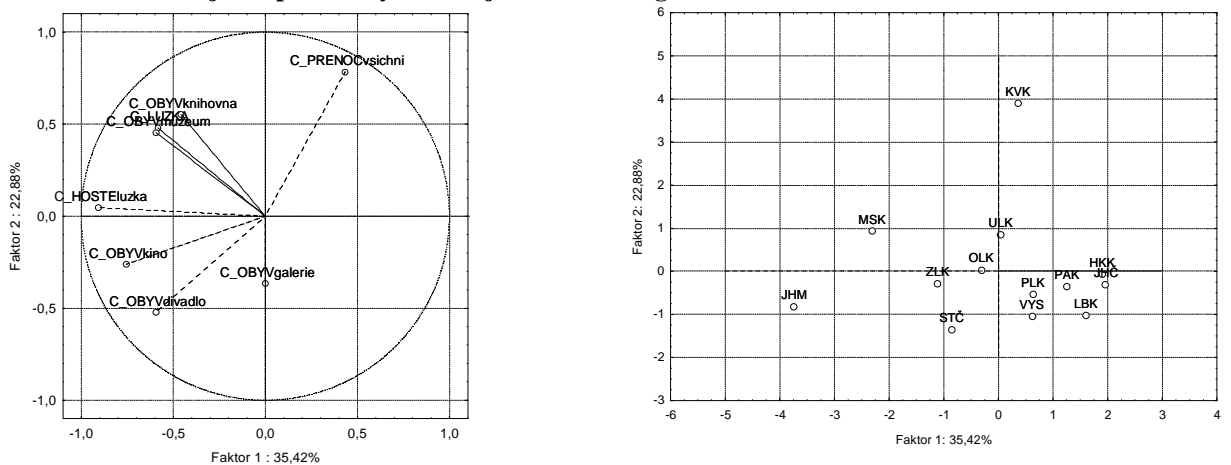 1,0
C_PRENOCvsichni
C_OBYVknihovna
C_LUZKA
C_OBYVmuzeum
0,5
C_HOSTEluzka
0,0
C_OBYVkino
C_OBYVgalerie
C_OBYVdivadlo
-0,5
-1,0
-1,0 -0,5 0,0 0,5 1,0
Faktor 1 : 35,42%
Faktor 2 : 22,88%
6
5
4
3
2
1
0
-1
-2
-3
KVK
MSK
ULK
OLK
HKK
JHČ
ZLK
PLK
PAK
JHM
VYS
LBK
STČ
-6 -5 -4 -3 -2 -1 0 1 2 3 4
Faktor 1: 35,42%
Faktor 2: 22,88%